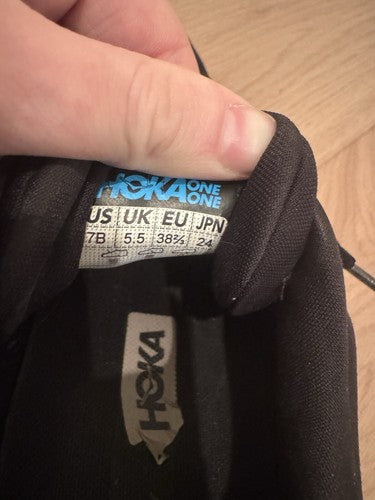 HOKA ONE ONE
US UK EU JPN
7B 5.5 38⅔ 24
HOKA